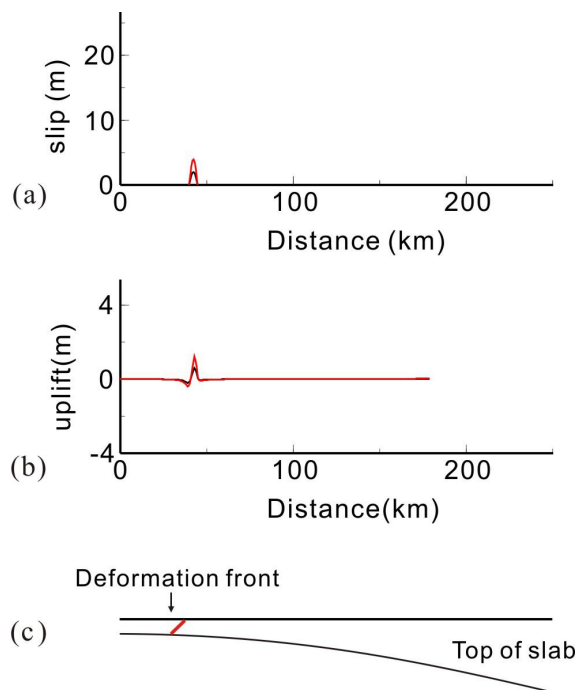 20
slip (m)
10
(a)
0
0
100
200
Distance (km)
4
uplift(m)
0
(b)
-4
0
100
200
Distance(km)
Deformation front
(c)
Top of slab